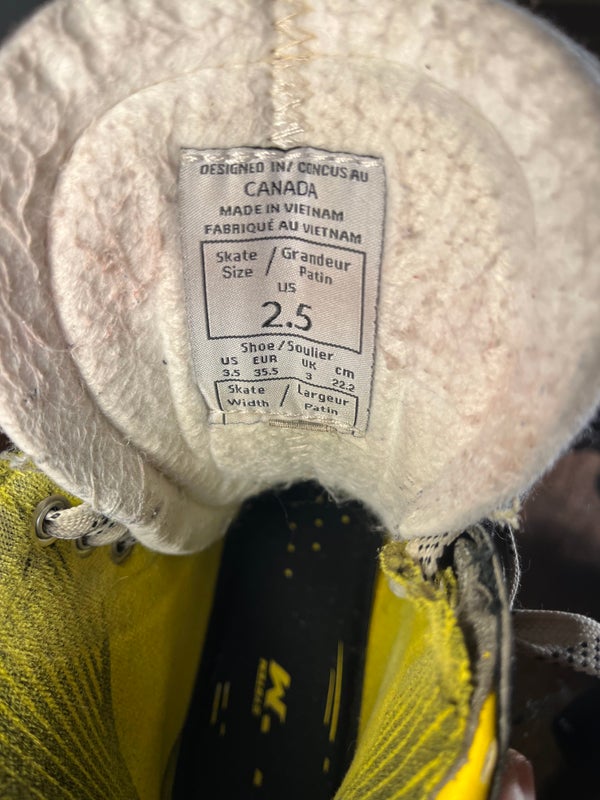 DESIGNED IN/ CONCUS AU
CANADA
MADE IN VIETNAM
FABRIQUÉ AU VIETNAM
Skate Size / Grandeur Patin
US
2.5
Shoe/Soulier
US EUR UK cm
3.5 35.5 3 22.2
Skate Width / Largeur Patin
W.